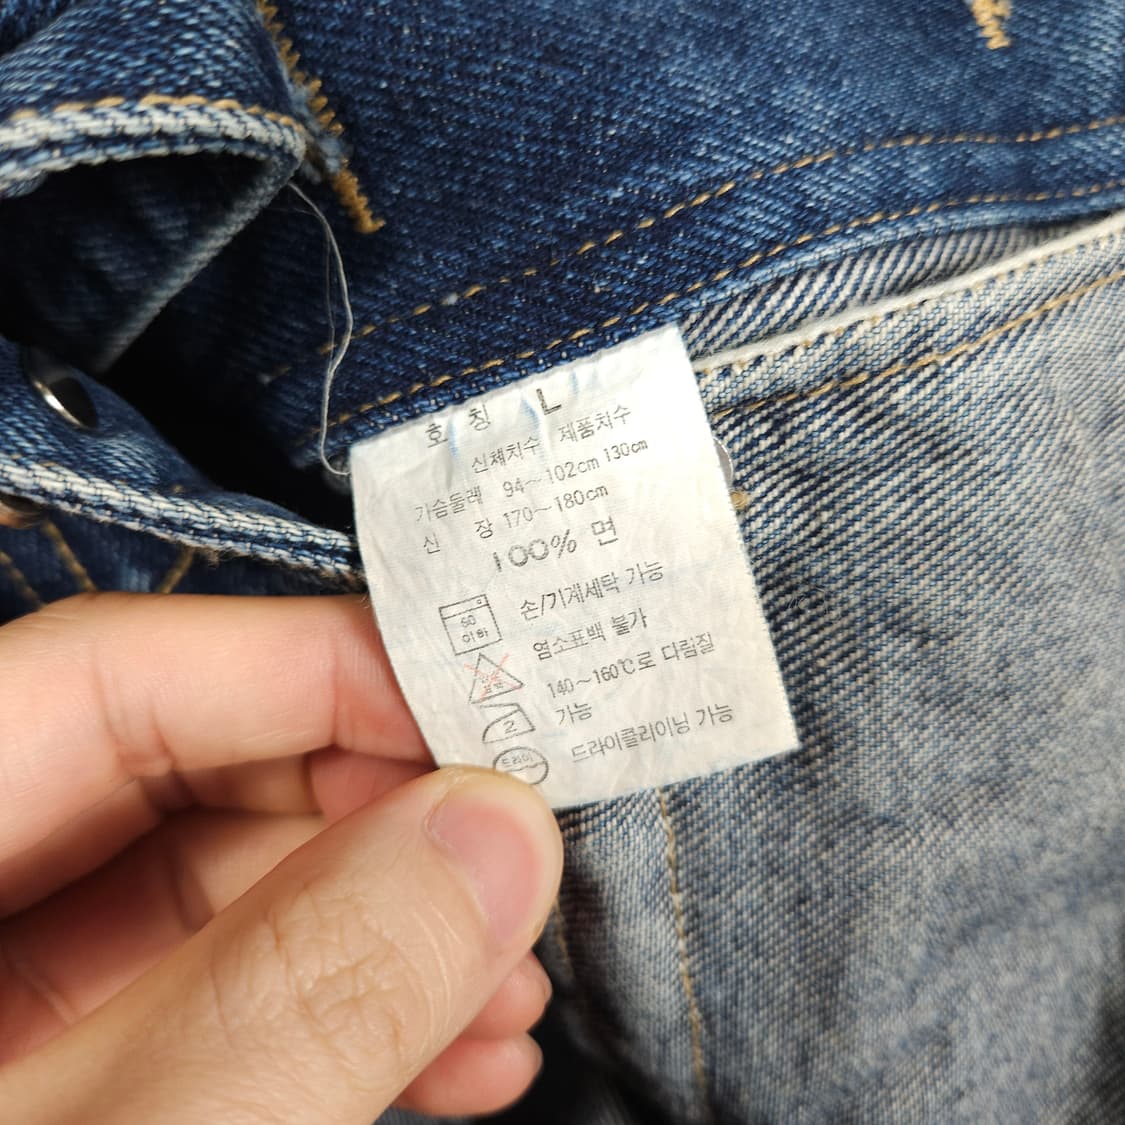 호 칭 L
신체치수 제품치수
가슴둘레 94~102cm 130cm
신 장 170~180cm
100% 면
60 이하 손/기계세탁 가능
염소표백 불가
140~160℃로 다림질
2 가능
드라이 드라이클리이닝 가능